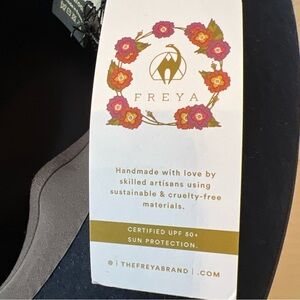 FREYA
Handmade with love by
skilled artisans using
sustainable & cruelty-free
materials.
CERTIFIED UPF 50+
SUN PROTECTION.
@ | THEFREYABRAND | .COM